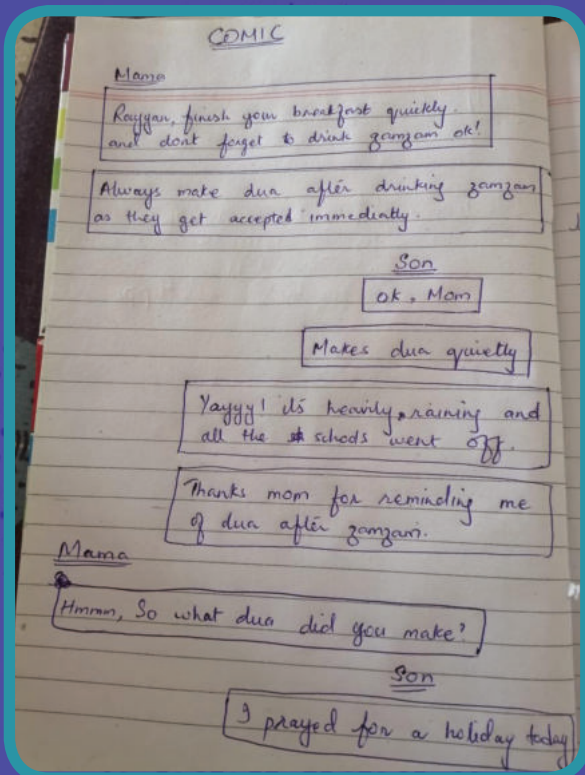 COMIC
Mama
Rayyan, finish your breakfast quickly.
and dont forget to drink zamzam ok!
Always make dua after drinking zamzam
as they get accepted immediatly.
Son
ok, Mom
Makes dua quietly
Yayyy! its heavily raining and
all the schools went off.
Thanks mom for reminding me
of dua after zamzam.
Mama
Hmmm, So what dua did you make?
Son
I prayed for a holiday today